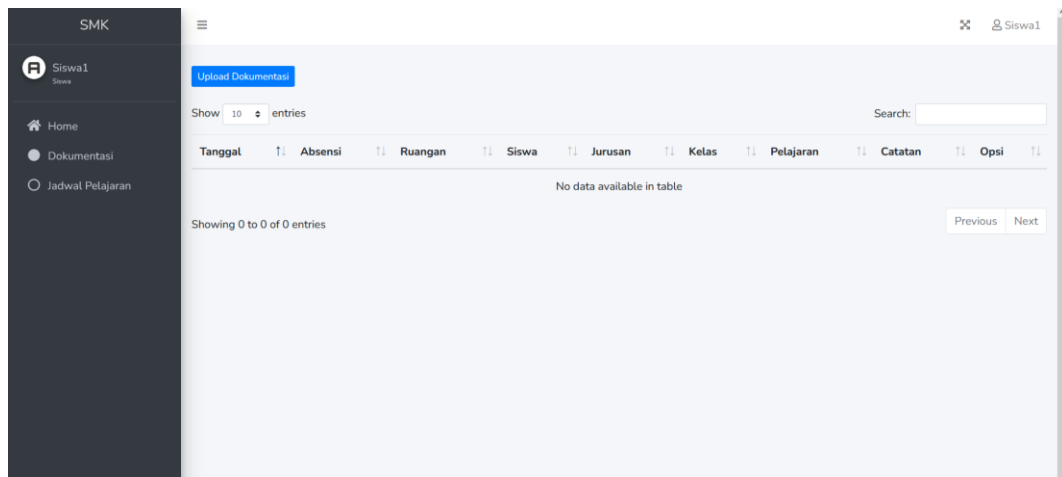 SMK
Siswa1
Siswa1
Siswa
Home
Dokumentasi
Jadwal Pelajaran
Upload Dokumentasi
Show 10 entries
Search:
Tanggal Absensi Ruangan Siswa Jurusan Kelas Pelajaran Catatan Opsi
No data available in table
Showing 0 to 0 of 0 entries
Previous Next